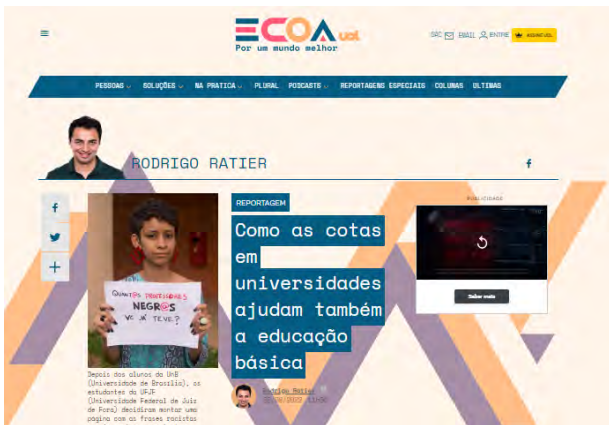 ECOA uol
Por um mundo melhor
SAC EMAIL ENTRE ASSINE UOL
PESSOAS SOLUÇÕES NA PRÁTICA PLURAL PODCASTS REPORTAGENS ESPECIAIS COLUNAS ÚLTIMAS
RODRIGO RATIER
REPORTAGEM
Como as cotas
em
universidades
ajudam também
a educação
básica
Rodrigo Ratier
QUANTOS PROFESSORES
NEGR@S
VC JÁ TEVE?
Depois dos alunos da UnB
(Universidade de Brasília), os
estudantes da UFJF
(Universidade Federal de Juiz
de Fora) decidiram montar uma
página com as frases racistas
PUBLICIDADE
Saiba mais